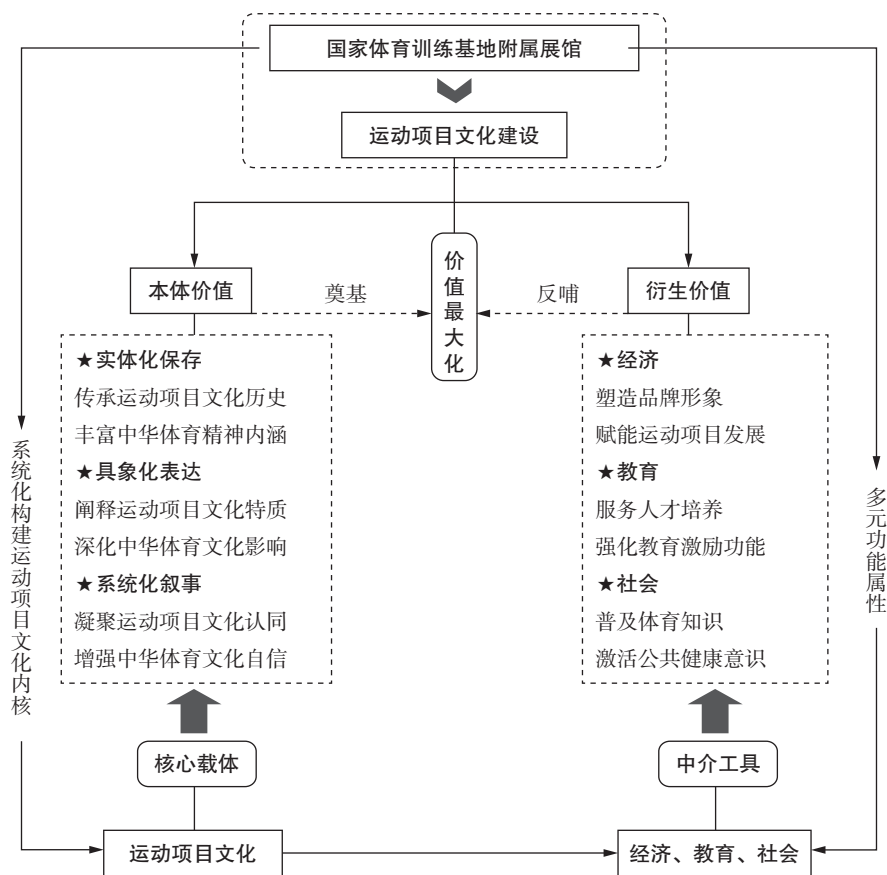 国家体育训练基地附属展馆
运动项目文化建设
本体价值
奠基
价值最大化
反哺
衍生价值
★实体化保存
传承运动项目文化历史
丰富中华体育精神内涵
★具象化表达
阐释运动项目文化特质
深化中华体育文化影响
★系统化叙事
凝聚运动项目文化认同
增强中华体育文化自信
★经济
塑造品牌形象
赋能运动项目发展
★教育
服务人才培养
强化教育激励功能
★社会
普及体育知识
激活公共健康意识
系统化构建运动项目文化内核
多元功能属性
核心载体
中介工具
运动项目文化
经济、教育、社会